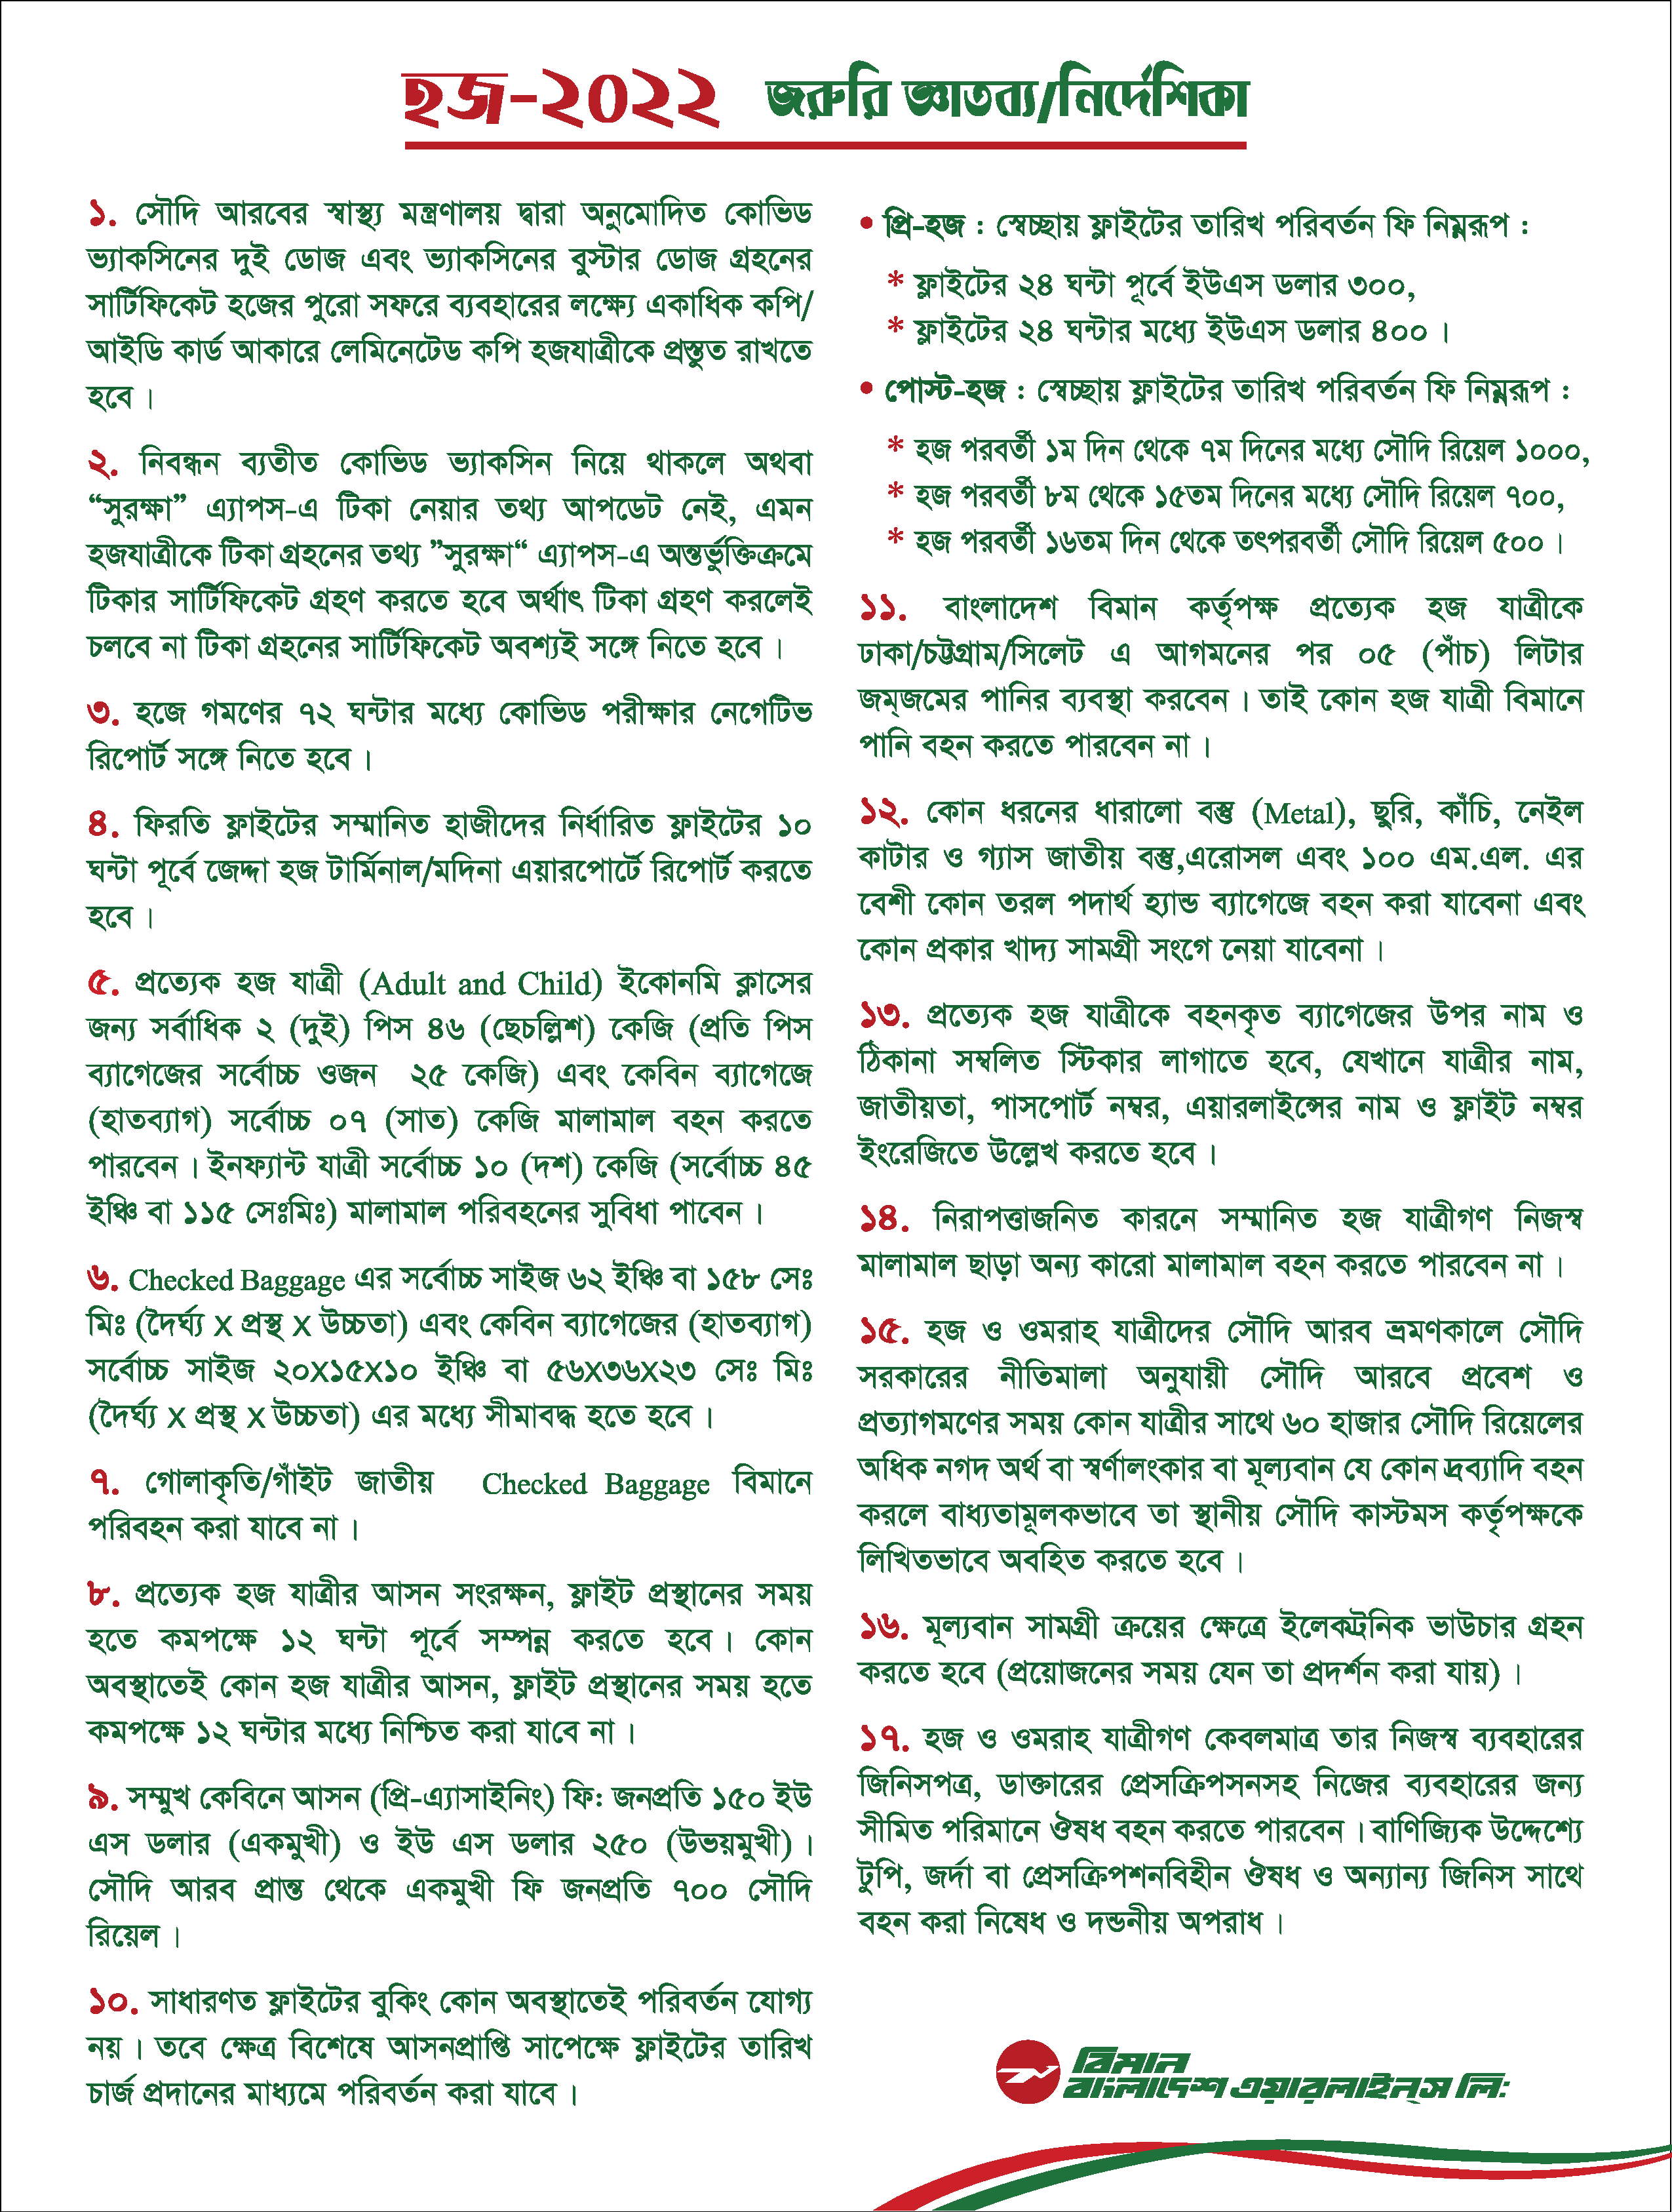 হজ-২০২২ জরুরি জ্ঞাতব্য/নির্দেশিকা
১. সৌদি আরবের স্বাস্থ্য মন্ত্রণালয় দ্বারা অনুমোদিত কোভিড
ভ্যাকসিনের দুই ডোজ এবং ভ্যাকসিনের বুস্টার ডোজ গ্রহনের
সার্টিফিকেট হজের পুরো সফরে ব্যবহারের লক্ষ্যে একাধিক কপি/
আইডি কার্ড আকারে লেমিনেটেড কপি হজযাত্রীকে প্রস্তুত রাখতে
হবে ।
২. নিবন্ধন ব্যতীত কোভিড ভ্যাকসিন নিয়ে থাকলে অথবা
“সুরক্ষা” এ্যাপস-এ টিকা নেয়ার তথ্য আপডেট নেই, এমন
হজযাত্রীকে টিকা গ্রহনের তথ্য ”সুরক্ষা“ এ্যাপস-এ অন্তর্ভুক্তিক্রমে
টিকার সার্টিফিকেট গ্রহণ করতে হবে অর্থাৎ টিকা গ্রহণ করলেই
চলবে না টিকা গ্রহনের সার্টিফিকেট অবশ্যই সঙ্গে নিতে হবে ।
৩. হজে গমণের ৭২ ঘন্টার মধ্যে কোভিড পরীক্ষার নেগেটিভ
রিপোর্ট সঙ্গে নিতে হবে ।
৪. ফিরতি ফ্লাইটের সম্মানিত হাজীদের নির্ধারিত ফ্লাইটের ১০
ঘন্টা পূর্বে জেদ্দা হজ টার্মিনাল/মদিনা এয়ারপোর্টে রিপোর্ট করতে
হবে ।
৫. প্রত্যেক হজ যাত্রী (Adult and Child) ইকোনমি ক্লাসের
জন্য সর্বাধিক ২ (দুই) পিস ৪৬ (ছেচল্লিশ) কেজি (প্রতি পিস
ব্যাগেজের সর্বোচ্চ ওজন ২৫ কেজি) এবং কেবিন ব্যাগেজে
(হাতব্যাগ) সর্বোচ্চ ০৭ (সাত) কেজি মালামাল বহন করতে
পারবেন । ইনফ্যান্ট যাত্রী সর্বোচ্চ ১০ (দশ) কেজি (সর্বোচ্চ ৪৫
ইঞ্চি বা ১১৫ সেঃমিঃ) মালামাল পরিবহনের সুবিধা পাবেন ।
৬. Checked Baggage এর সর্বোচ্চ সাইজ ৬২ ইঞ্চি বা ১৫৮ সেঃ
মিঃ (দৈর্ঘ্য x প্রস্থ x উচ্চতা) এবং কেবিন ব্যাগেজের (হাতব্যাগ)
সর্বোচ্চ সাইজ ২০x১৫x১০ ইঞ্চি বা ৫৬x৩৬x২৩ সেঃ মিঃ
(দৈর্ঘ্য x প্রস্থ x উচ্চতা) এর মধ্যে সীমাবদ্ধ হতে হবে ।
৭. গোলাকৃতি/গাঁইট জাতীয় Checked Baggage বিমানে
পরিবহন করা যাবে না ।
৮. প্রত্যেক হজ যাত্রীর আসন সংরক্ষন, ফ্লাইট প্রস্থানের সময়
হতে কমপক্ষে ১২ ঘন্টা পূর্বে সম্পন্ন করতে হবে । কোন
অবস্থাতেই কোন হজ যাত্রীর আসন, ফ্লাইট প্রস্থানের সময় হতে
কমপক্ষে ১২ ঘন্টার মধ্যে নিশ্চিত করা যাবে না ।
৯. সম্মুখ কেবিনে আসন (প্রি-এ্যাসাইনিং) ফি: জনপ্রতি ১৫০ ইউ
এস ডলার (একমুখী) ও ইউ এস ডলার ২৫০ (উভয়মুখী) ।
সৌদি আরব প্রান্ত থেকে একমুখী ফি জনপ্রতি ৭০০ সৌদি
রিয়েল ।
১০. সাধারণত ফ্লাইটের বুকিং কোন অবস্থাতেই পরিবর্তন যোগ্য
নয় । তবে ক্ষেত্র বিশেষে আসনপ্রাপ্তি সাপেক্ষে ফ্লাইটের তারিখ
চার্জ প্রদানের মাধ্যমে পরিবর্তন করা যাবে ।
• প্রি-হজ : স্বেচ্ছায় ফ্লাইটের তারিখ পরিবর্তন ফি নিম্নরূপ :
* ফ্লাইটের ২৪ ঘন্টা পূর্বে ইউএস ডলার ৩০০,
* ফ্লাইটের ২৪ ঘন্টার মধ্যে ইউএস ডলার ৪০০ ।
• পোস্ট-হজ : স্বেচ্ছায় ফ্লাইটের তারিখ পরিবর্তন ফি নিম্নরূপ :
* হজ পরবর্তী ১ম দিন থেকে ৭ম দিনের মধ্যে সৌদি রিয়েল ১০০০,
* হজ পরবর্তী ৮ম থেকে ১৫তম দিনের মধ্যে সৌদি রিয়েল ৭০০,
* হজ পরবর্তী ১৬তম দিন থেকে তৎপরবর্তী সৌদি রিয়েল ৫০০ ।
১১. বাংলাদেশ বিমান কর্তৃপক্ষ প্রত্যেক হজ যাত্রীকে
ঢাকা/চট্টগ্রাম/সিলেট এ আগমনের পর ০৫ (পাঁচ) লিটার
জম্‌জমের পানির ব্যবস্থা করবেন । তাই কোন হজ যাত্রী বিমানে
পানি বহন করতে পারবেন না ।
১২. কোন ধরনের ধারালো বস্তু (Metal), ছুরি, কাঁচি, নেইল
কাটার ও গ্যাস জাতীয় বস্তু,এরোসল এবং ১০০ এম.এল. এর
বেশী কোন তরল পদার্থ হ্যান্ড ব্যাগেজে বহন করা যাবেনা এবং
কোন প্রকার খাদ্য সামগ্রী সংগে নেয়া যাবেনা ।
১৩. প্রত্যেক হজ যাত্রীকে বহনকৃত ব্যাগেজের উপর নাম ও
ঠিকানা সম্বলিত স্টিকার লাগাতে হবে, যেখানে যাত্রীর নাম,
জাতীয়তা, পাসপোর্ট নম্বর, এয়ারলাইন্সের নাম ও ফ্লাইট নম্বর
ইংরেজিতে উল্লেখ করতে হবে ।
১৪. নিরাপত্তাজনিত কারনে সম্মানিত হজ যাত্রীগণ নিজস্ব
মালামাল ছাড়া অন্য কারো মালামাল বহন করতে পারবেন না ।
১৫. হজ ও ওমরাহ যাত্রীদের সৌদি আরব ভ্রমণকালে সৌদি
সরকারের নীতিমালা অনুযায়ী সৌদি আরবে প্রবেশ ও
প্রত্যাগমণের সময় কোন যাত্রীর সাথে ৬০ হাজার সৌদি রিয়েলের
অধিক নগদ অর্থ বা স্বর্ণালংকার বা মূল্যবান যে কোন দ্রব্যাদি বহন
করলে বাধ্যতামূলকভাবে তা স্থানীয় সৌদি কাস্টমস কর্তৃপক্ষকে
লিখিতভাবে অবহিত করতে হবে ।
১৬. মূল্যবান সামগ্রী ক্রয়ের ক্ষেত্রে ইলেকট্রনিক ভাউচার গ্রহন
করতে হবে (প্রয়োজনের সময় যেন তা প্রদর্শন করা যায়) ।
১৭. হজ ও ওমরাহ যাত্রীগণ কেবলমাত্র তার নিজস্ব ব্যবহারের
জিনিসপত্র, ডাক্তারের প্রেসক্রিপসনসহ নিজের ব্যবহারের জন্য
সীমিত পরিমানে ঔষধ বহন করতে পারবেন । বাণিজ্যিক উদ্দেশ্যে
টুপি, জর্দা বা প্রেসক্রিপশনবিহীন ঔষধ ও অন্যান্য জিনিস সাথে
বহন করা নিষেধ ও দন্ডনীয় অপরাধ ।
বিমান
বাংলাদেশ এয়ারলাইন্‌স লি: